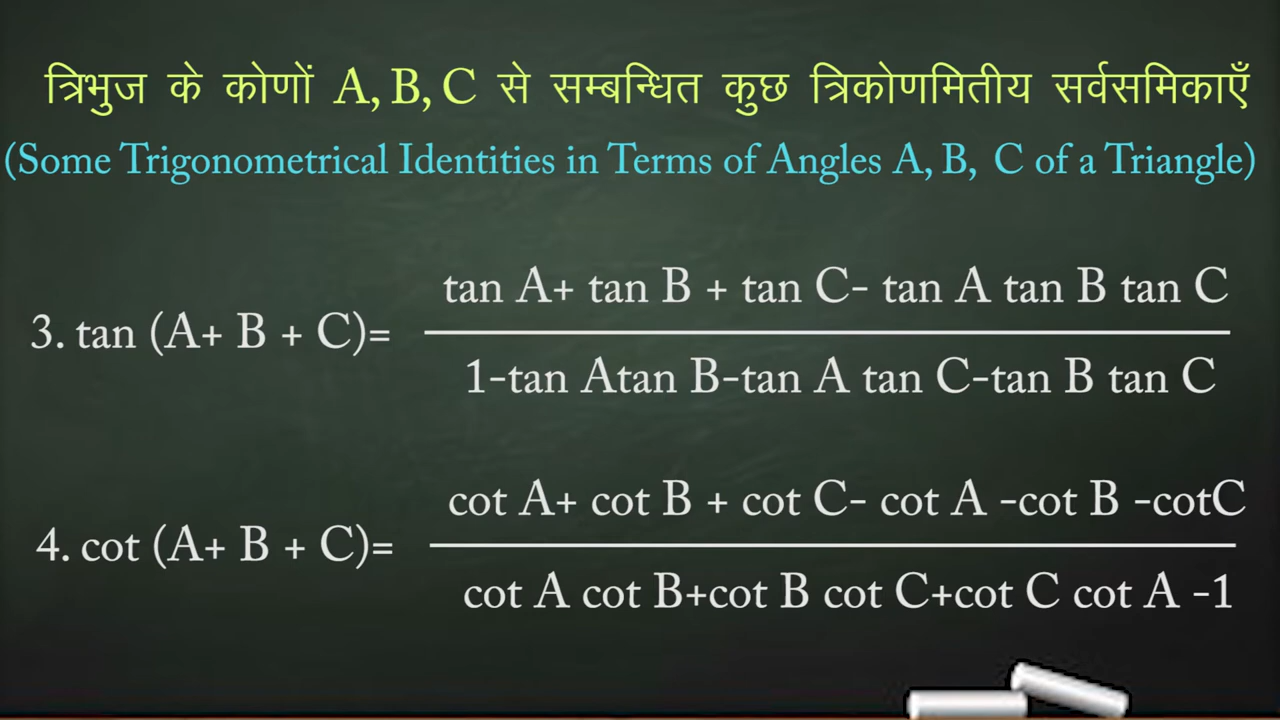 त्रिभुज के कोणों A, B, C से सम्बन्धित कुछ त्रिकोणमितीय सर्वसमिकाएँ
(Some Trigonometrical Identities in Terms of Angles A, B, C of a Triangle)
tan A+ tan B + tan C- tan A tan B tan C
3. tan (A+ B + C)=
1-tan Atan B-tan A tan C-tan B tan C
cot A+ cot B + cot C- cot A -cot B -cotC
4. cot (A+ B + C)=
cot A cot B+cot B cot C+cot C cot A -1